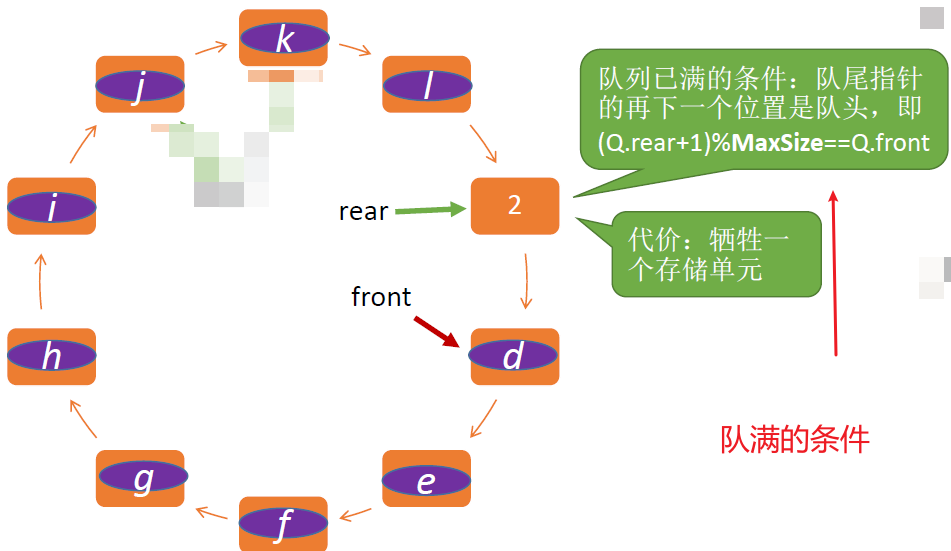 k
j
l
队列已满的条件：队尾指针
的再下一个位置是队头，即
(Q.rear+1)%MaxSize==Q.front
i
rear
2
代价：牺牲一
个存储单元
front
h
d
队满的条件
g
e
f